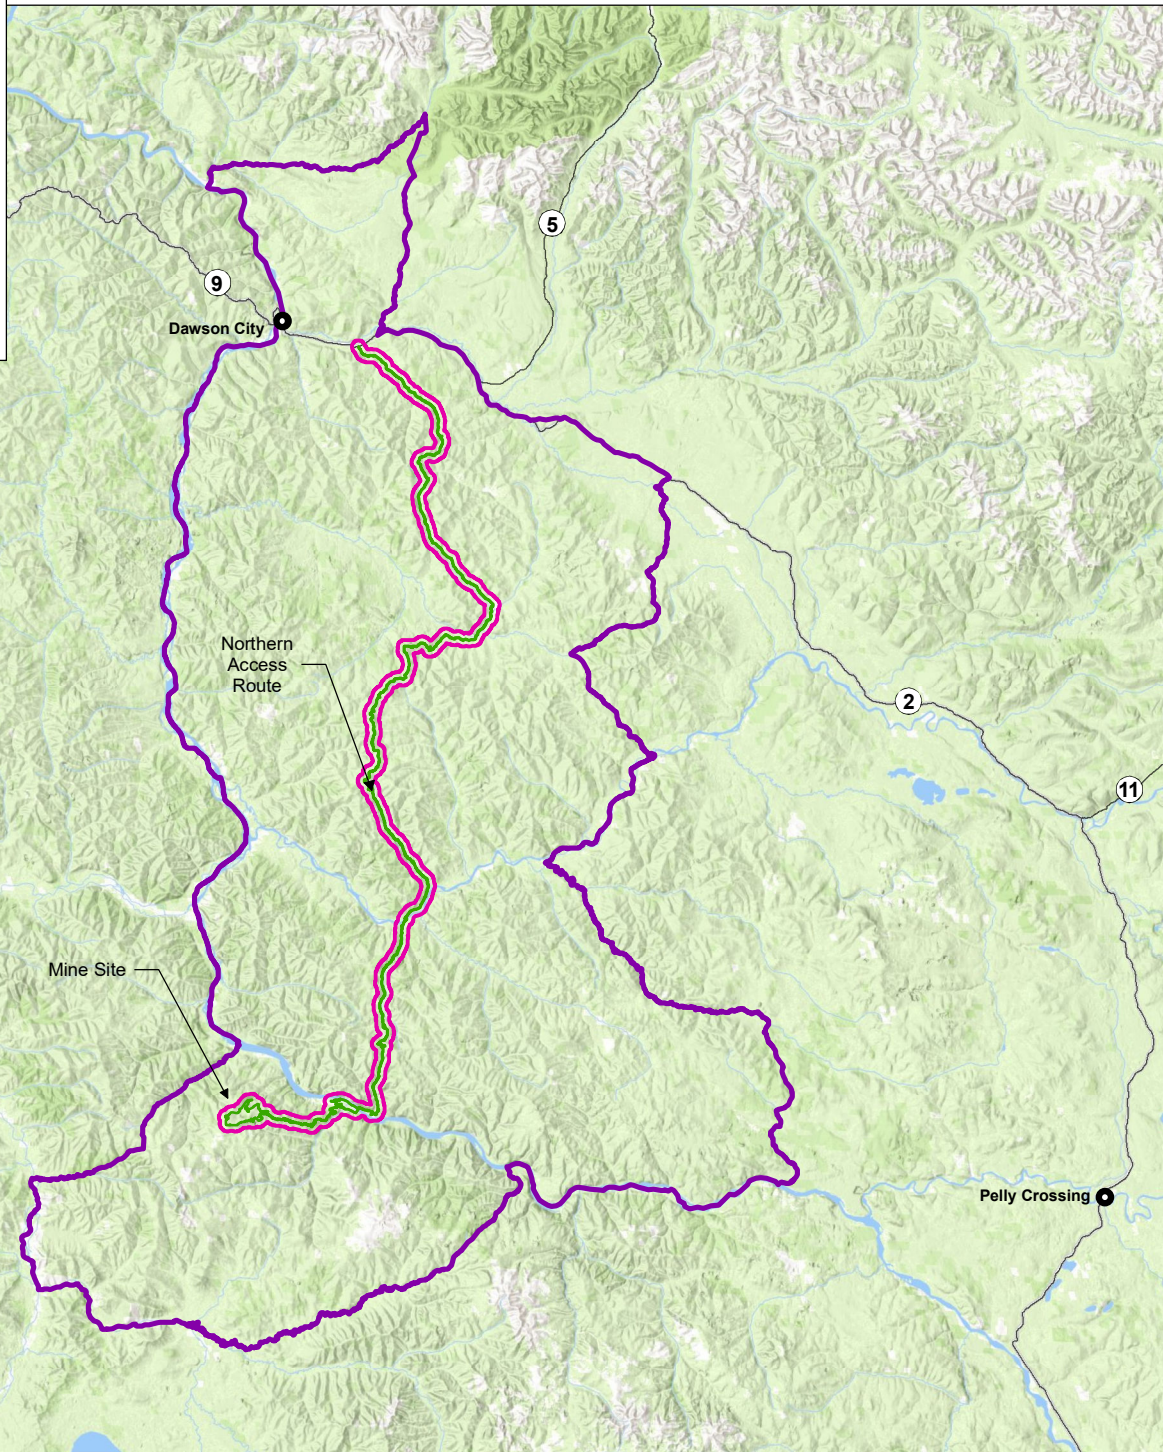 5
9
Dawson City
Northern
Access
Route
2
11
Mine Site
Pelly Crossing